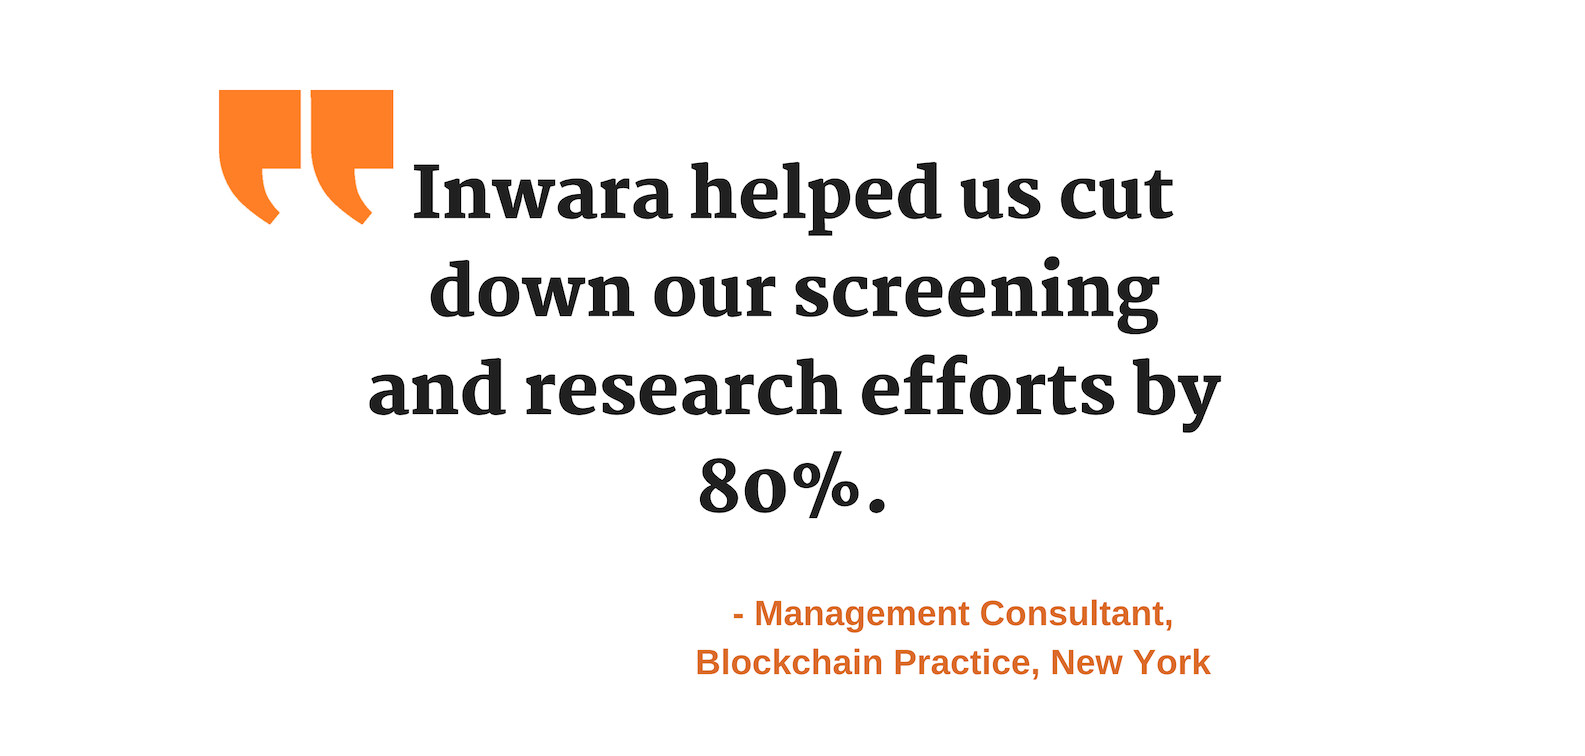 Inwara helped us cut
down our screening
and research efforts by
80%.
- Management Consultant,
Blockchain Practice, New York